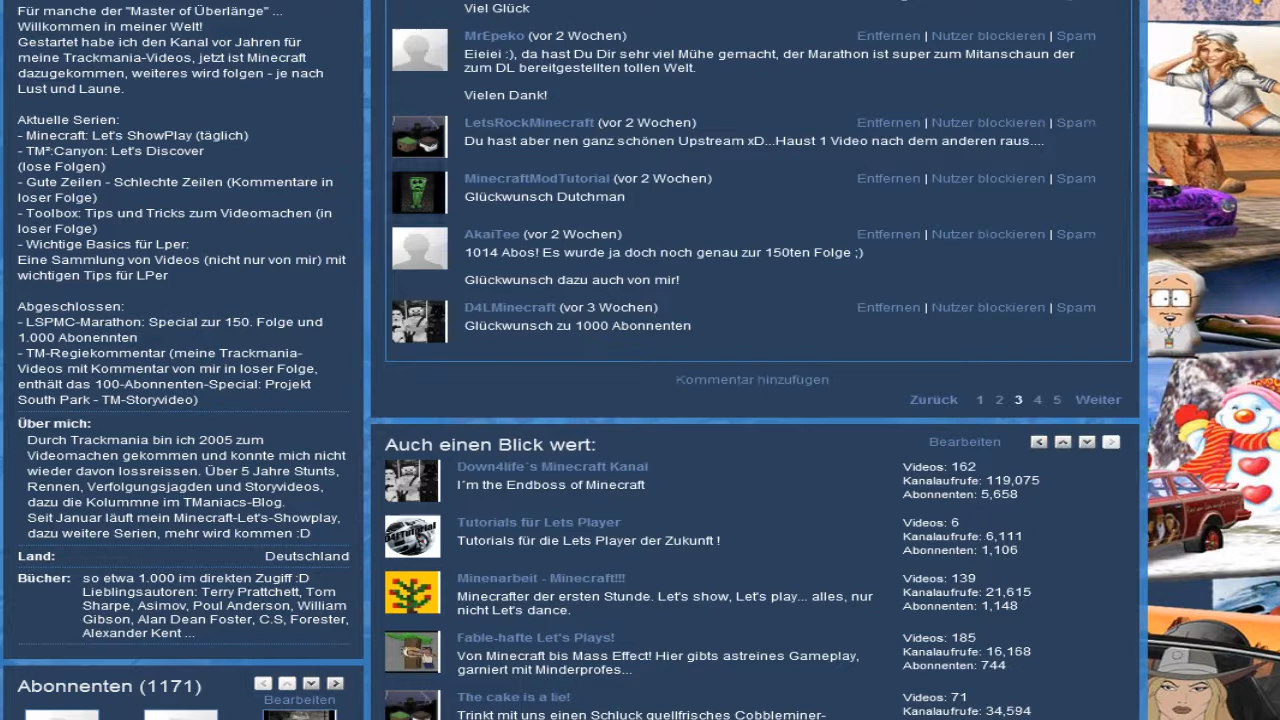 Für manche der "Master of Überlänge" ...
Willkommen in meiner Welt!
Gestartet habe ich den Kanal vor Jahren für
meine Trackmania-Videos, jetzt ist Minecraft
dazugekommen, weiteres wird folgen - je nach
Lust und Laune.
Aktuelle Serien:
- Minecraft: Let's ShowPlay (täglich)
- TM²:Canyon: Let's Discover
(lose Folgen)
- Gute Zeilen - Schlechte Zeilen (Kommentare in
loser Folge)
- Toolbox: Tips und Tricks zum Videomachen (in
loser Folge)
- Wichtige Basics für Lper:
Eine Sammlung von Videos (nicht nur von mir) mit
wichtigen Tips für LPer
Abgeschlossen:
- LSPMC-Marathon: Special zur 150. Folge und
1.000 Abonennten
- TM-Regiekommentar (meine Trackmania-
Videos mit Kommentar von mir in loser Folge,
enthält das 100-Abonnenten-Special: Projekt
South Park - TM-Storyvideo)
Über mich:
Durch Trackmania bin ich 2005 zum
Videomachen gekommen und konnte mich nicht
wieder davon lossreissen. Über 5 Jahre Stunts,
Rennen, Verfolgungsjagden und Storyvideos,
dazu die Kolummne im TManiacs-Blog.
Seit Januar läuft mein Minecraft-Let's-Showplay,
dazu weitere Serien, mehr wird kommen :D
Land: Deutschland
Bücher: so etwa 1.000 im direkten Zugiff :D
Lieblingsautoren: Terry Prattchett, Tom
Sharpe, Asimov, Poul Anderson, William
Gibson, Alan Dean Foster, C.S, Forester,
Alexander Kent ...
Abonnenten (1171)
Bearbeiten
Viel Glück
MrEpeko (vor 2 Wochen) Entfernen | Nutzer blockieren | Spam
Eieiei :), da hast Du Dir sehr viel Mühe gemacht, der Marathon ist super zum Mitanschaun der
zum DL bereitgestellten tollen Welt.
Vielen Dank!
LetsRockMinecraft (vor 2 Wochen) Entfernen | Nutzer blockieren | Spam
Du hast aber nen ganz schönen Upstream xD...Haust 1 Video nach dem anderen raus....
MinecraftModTutorial (vor 2 Wochen) Entfernen | Nutzer blockieren | Spam
Glückwunsch Dutchman
AkaiTee (vor 2 Wochen) Entfernen | Nutzer blockieren | Spam
1014 Abos! Es wurde ja doch noch genau zur 150ten Folge ;)
Glückwunsch dazu auch von mir!
D4LMinecraft (vor 3 Wochen) Entfernen | Nutzer blockieren | Spam
Glückwunsch zu 1000 Abonnenten
Kommentar hinzufügen
Zurück 1 2 3 4 5 Weiter
Auch einen Blick wert:
Bearbeiten
Down4life´s Minecraft Kanal
I´m the Endboss of Minecraft
Videos: 162
Kanalaufrufe: 119,075
Abonnenten: 5,658
Tutorials für Lets Player
Tutorials für die Lets Player der Zukunft !
Videos: 6
Kanalaufrufe: 6,111
Abonnenten: 1,106
Minenarbeit - Minecraft!!!
Minecrafter der ersten Stunde. Let's show, Let's play... alles, nur
nicht Let's dance.
Videos: 139
Kanalaufrufe: 21,615
Abonnenten: 1,148
Fable-hafte Let's Plays!
Von Minecraft bis Mass Effect! Hier gibts astreines Gameplay,
garniert mit Minderprofes...
Videos: 185
Kanalaufrufe: 16,168
Abonnenten: 744
The cake is a lie!
Trinkt mit uns einen Schluck quellfrisches Cobbleminer-
Videos: 71
Kanalaufrufe: 34,594